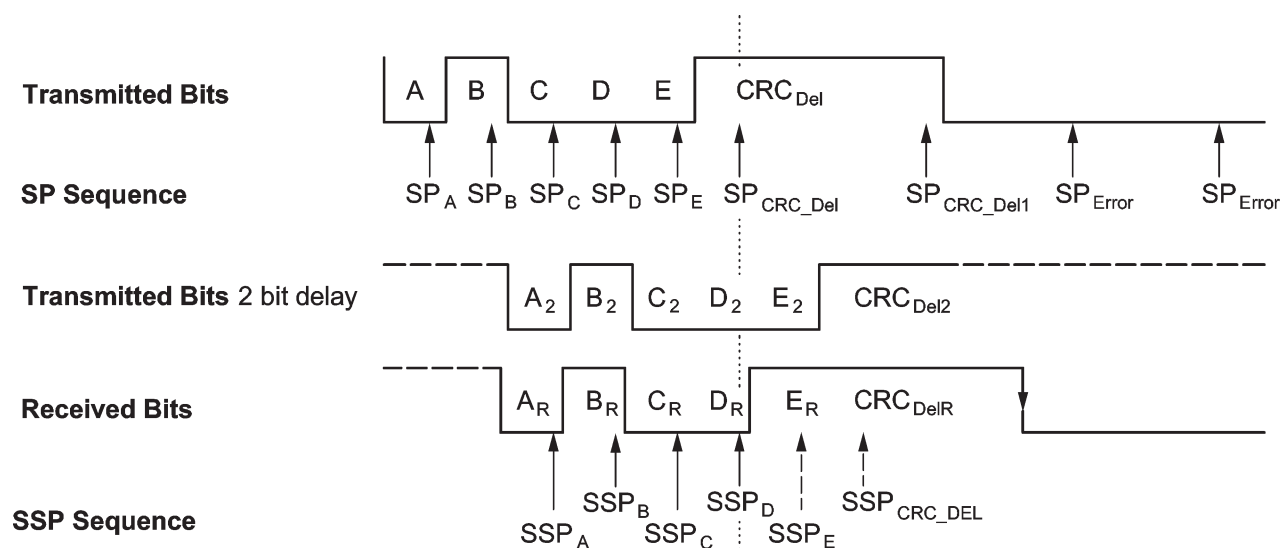 Transmitted Bits A B C D E CRC_Del
SP Sequence SP_A SP_B SP_C SP_D SP_E SP_CRC_Del SP_CRC_Del1 SP_Error SP_Error
Transmitted Bits 2 bit delay A_2 B_2 C_2 D_2 E_2 CRC_Del2
Received Bits A_R B_R C_R D_R E_R CRC_DelR
SSP_B SSP_D SSP_CRC_DEL
SSP Sequence SSP_A SSP_C SSP_E